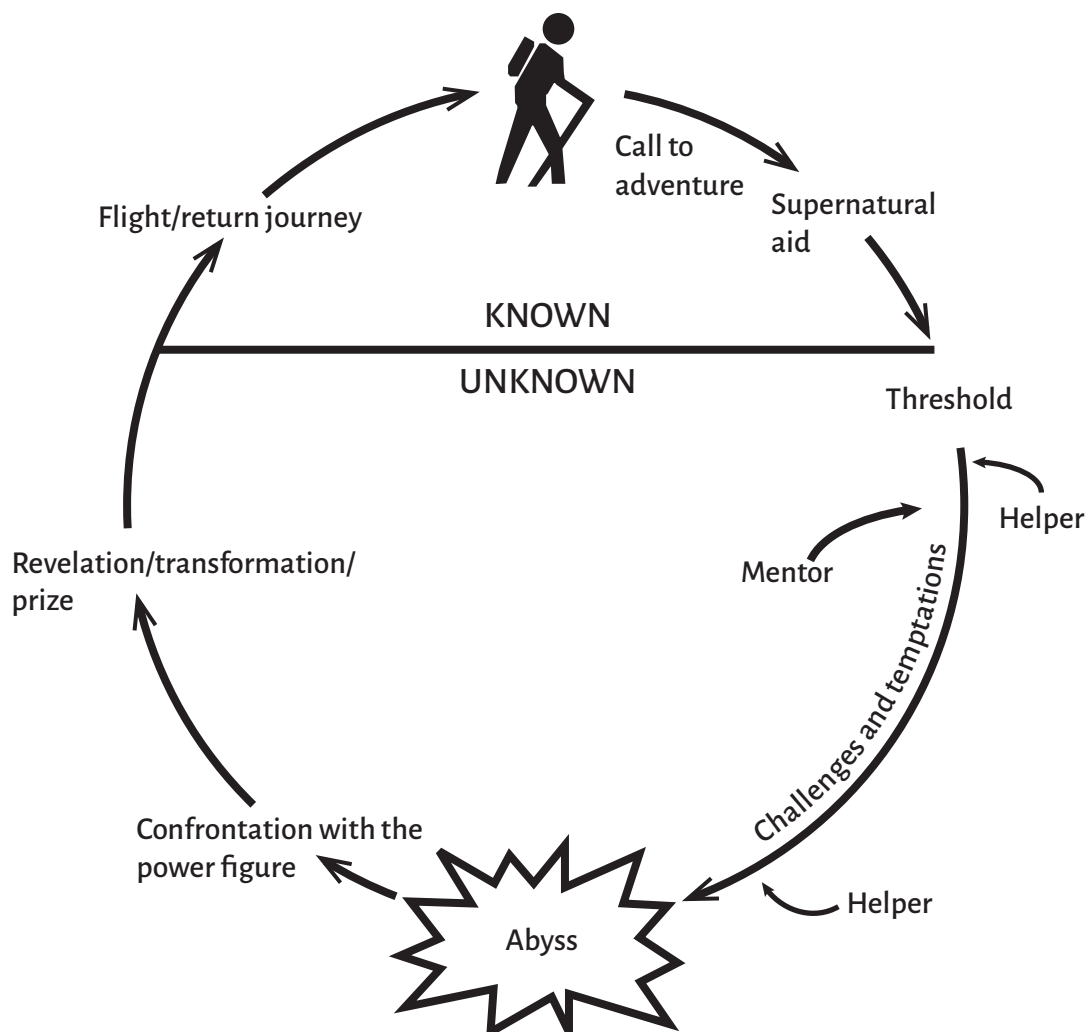 Call to
adventure
Supernatural
aid
Flight/return journey
KNOWN
UNKNOWN
Threshold
Helper
Mentor
Challenges and temptations
Revelation/transformation/
prize
Confrontation with the
power figure
Helper
Abyss